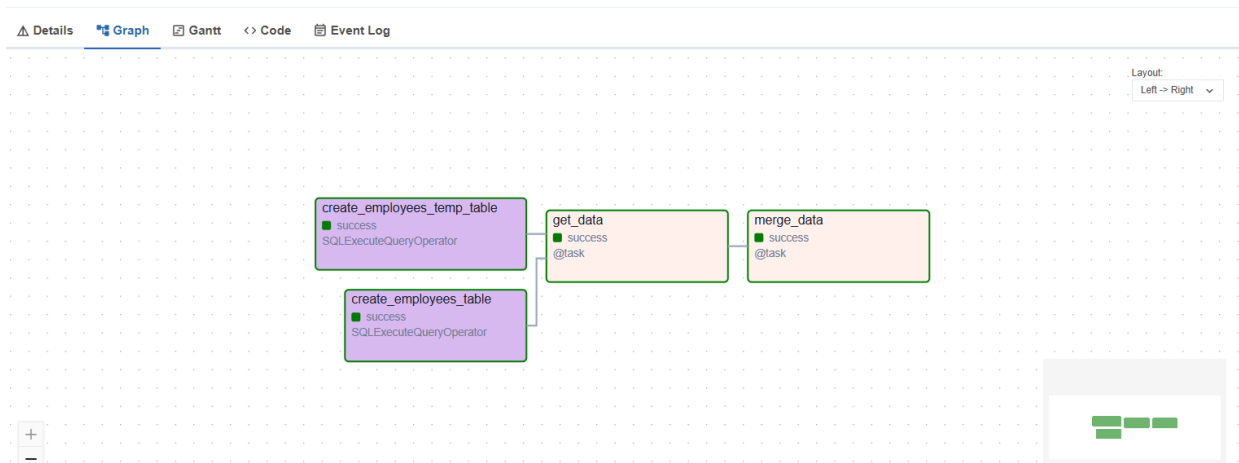 Details Graph Gantt <> Code Event Log
Layout:
Left -> Right
create_employees_temp_table
success
SQLExecuteQueryOperator
get_data
success
@task
merge_data
success
@task
create_employees_table
success
SQLExecuteQueryOperator